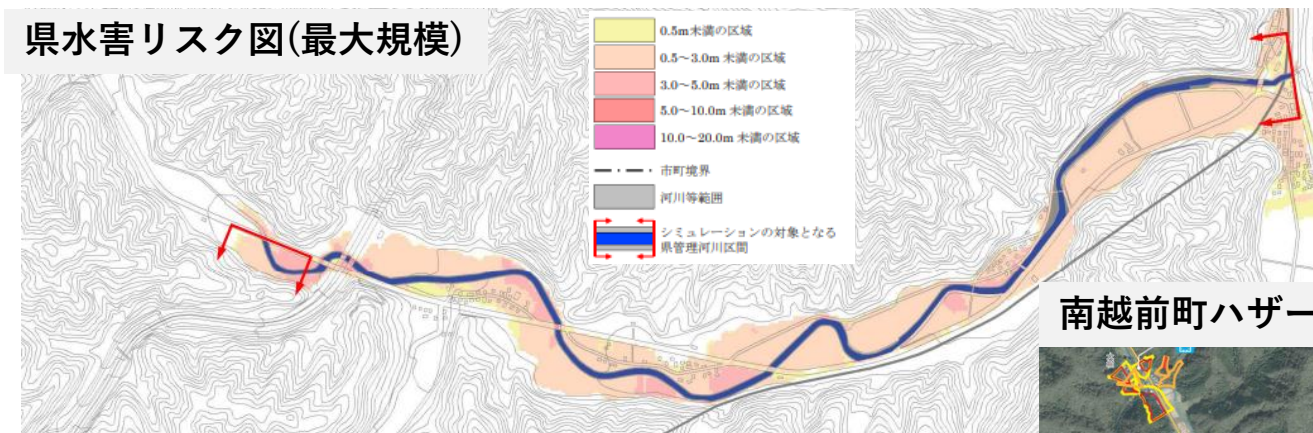 県水害リスク図(最大規模)
0.5m未満の区域
0.5～3.0m 未満の区域
3.0～5.0m 未満の区域
5.0～10.0m 未満の区域
10.0～20.0m 未満の区域
市町境界
河川等範囲
シミュレーションの対象となる
県管理河川区間
南越前町ハザー